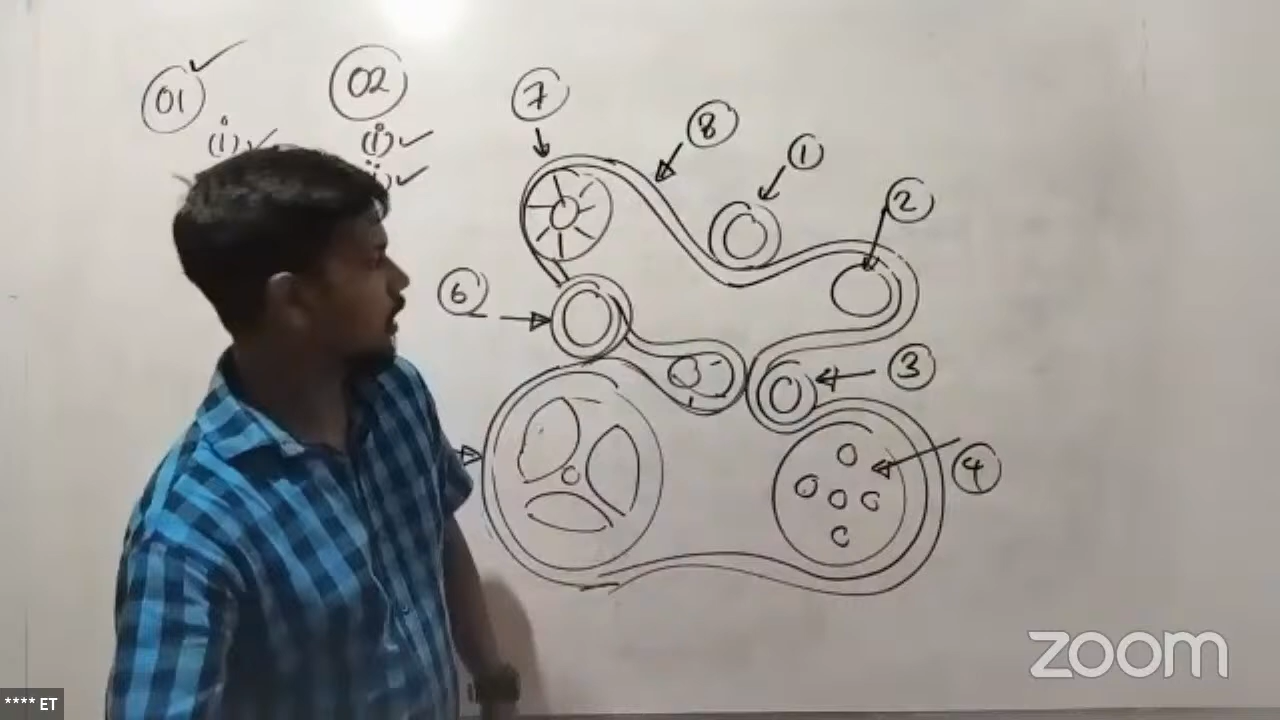 01 ✓
02
(i) ✓
(i) ✓
✓
7
8
1
2
6
3
4
zoom
**** ET